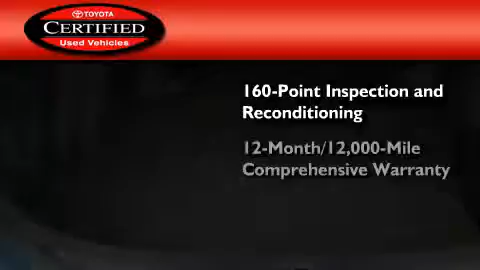 TOYOTA
CERTIFIED
Used Vehicles
160-Point Inspection and
Reconditioning
12-Month/12,000-Mile
Comprehensive Warranty